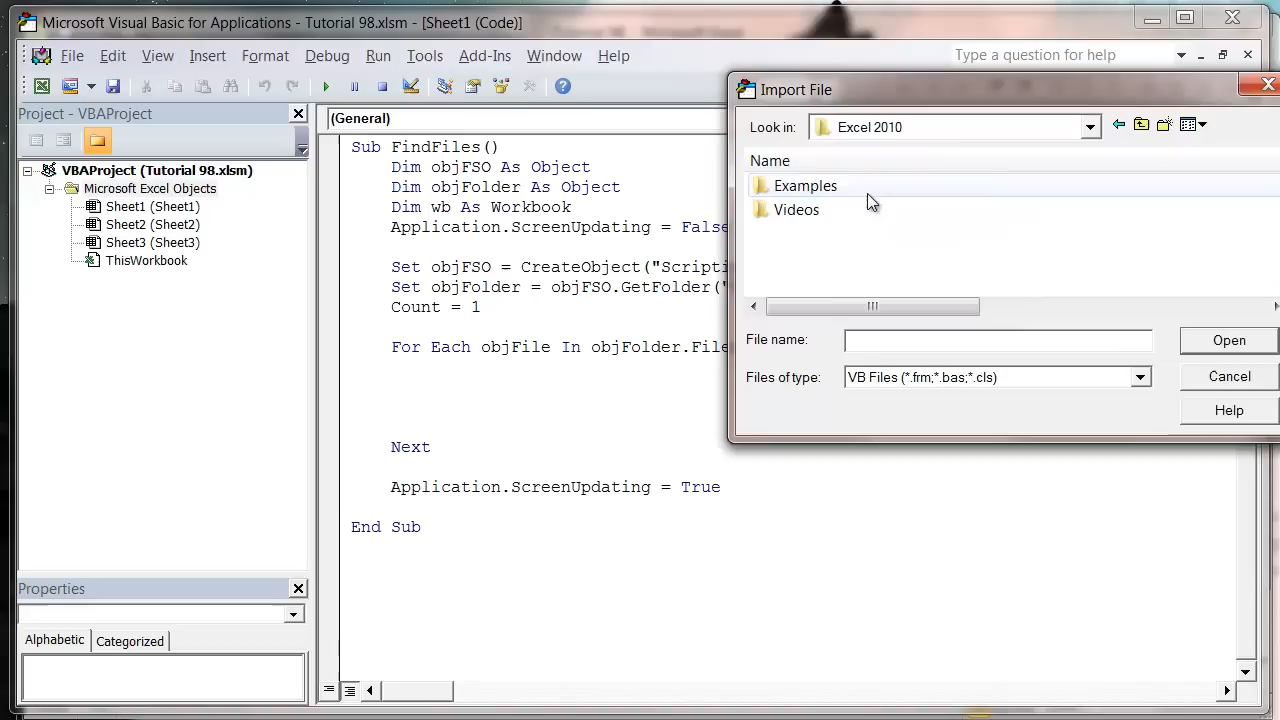 Microsoft Visual Basic for Applications - Tutorial 98.xlsm - [Sheet1 (Code)]
File Edit View Insert Format Debug Run Tools Add-Ins Window Help
Type a question for help
Project - VBAProject
VBAProject (Tutorial 98.xlsm)
Microsoft Excel Objects
Sheet1 (Sheet1)
Sheet2 (Sheet2)
Sheet3 (Sheet3)
ThisWorkbook
Properties
Alphabetic Categorized
(General)
Sub FindFiles()
Dim objFSO As Object
Dim objFolder As Object
Dim wb As Workbook
Application.ScreenUpdating = False
Set objFSO = CreateObject("Scripti
Set objFolder = objFSO.GetFolder("
Count = 1
For Each objFile In objFolder.File
Next
Application.ScreenUpdating = True
End Sub
Import File
Look in: Excel 2010
Name
Examples
Videos
File name: Open
Files of type: VB Files (*.frm;*.bas;*.cls) Cancel
Help